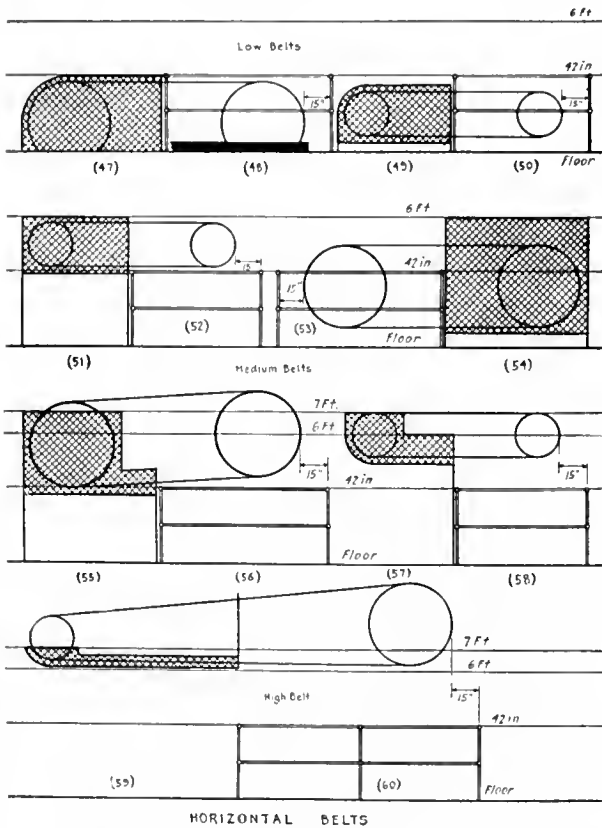 6 Ft
Low Belts
42 in
15"
15"
(47) (48) (49) (50) Floor
6 Ft
42 in
15
15"
(52) (53) Floor
(51) (54)
Medium Belts
7 Ft.
6 Ft
15"
15"
42 in
Floor
(55) (56) (57) (58)
7 Ft
6 Ft
High Belt
15"
42 in
(59) (60) Floor
HORIZONTAL BELTS